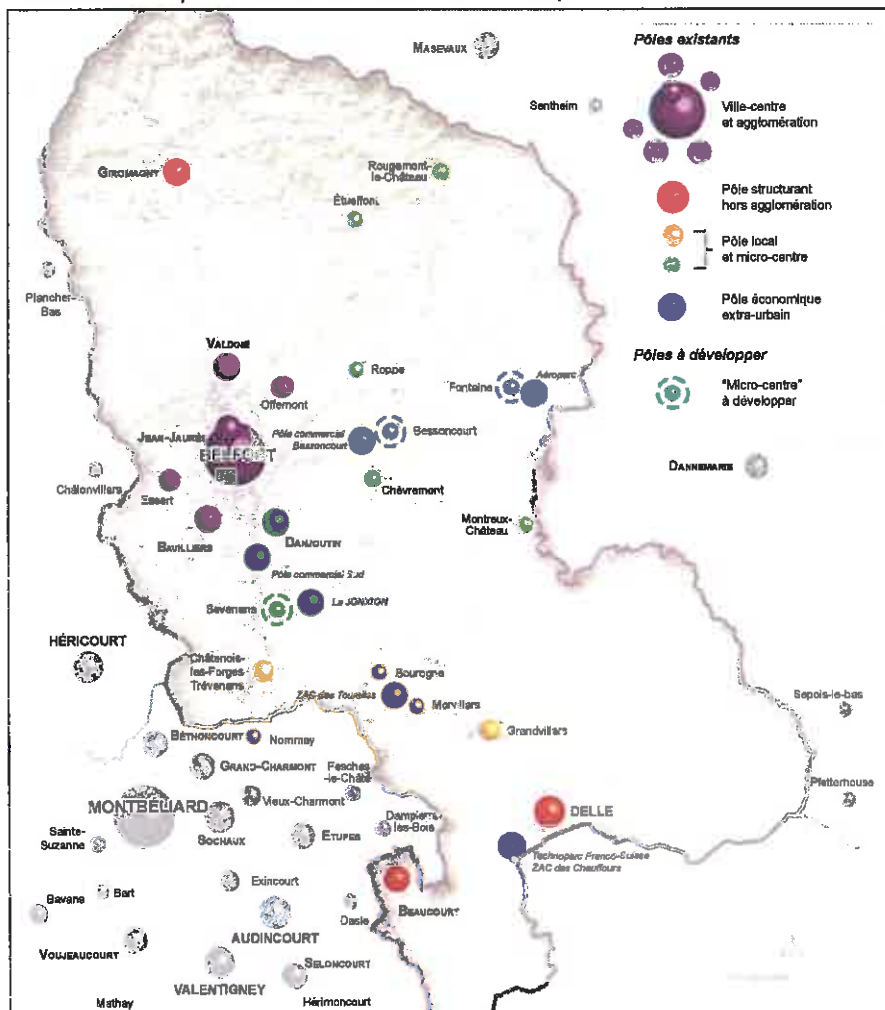 MASEVAUX
Pôles existants
Sentheim
Ville-centre
et agglomération
GIROMAGNY
Rougemont-
le-Château
Étueffont
Pôle structurant
hors agglomération
Pôle local
et micro-centre
Plancher-
Bas
Pôle économique
extra-urbain
VALDOIE
Pôles à développer
Roppe
Fontaine
Aéroparc
Offemont
"Micro-centre"
à développer
JEAN-JAURÈS
Pôle commercial
Bessoncourt
Bessoncourt
BELFORT
DANNEMARIE
Châlonvillars
Essert
Chèvremont
Montreux-
Château
BAVILLIERS
DANJOUTIN
Pôle commercial Sud
Sevenans
La JONXION
HÉRICOURT
Châtenois-
les-Forges
Trévenans
Bourogne
ZAC des Tourelles
Morvillars
Sepois-le-bas
BÉTHONCOURT
Nommay
Grandvillars
GRAND-CHARMONT
Fesches
-le-Châtel
Pfetterhouse
MONTBÉLIARD
Vieux-Charmont
DELLE
Sainte-
Suzanne
SOCHAUX
ETUPES
Dampierre
-les-Bois
Technoparc Franco-Suisse
ZAC des Chauffours
Bavans
Bart
Exincourt
Dasle
BEAUCOURT
AUDINCOURT
VOUJEAUCOURT
VALENTIGNEY
SELONCOURT
Mathay
Hérimoncourt